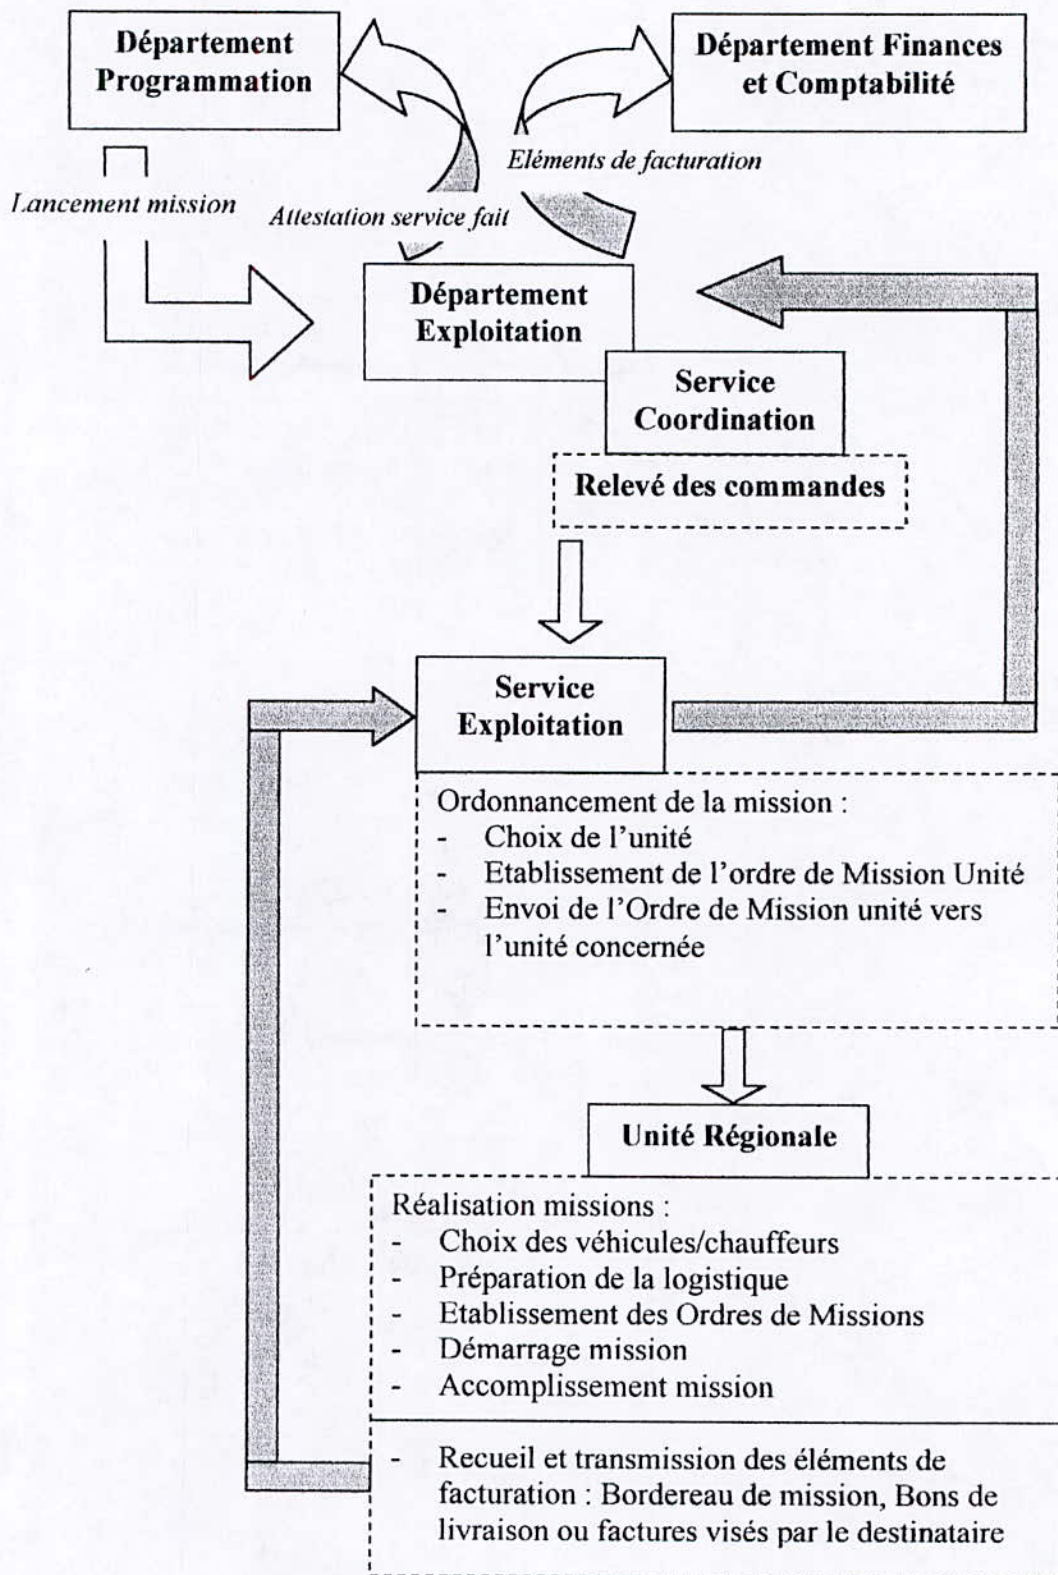 Département
Programmation
Département Finances
et Comptabilité
Eléments de facturation
Lancement mission
Attestation service fait
Département
Exploitation
Service
Coordination
Relevé des commandes
Service
Exploitation
Ordonnancement de la mission :
- Choix de l'unité
- Etablissement de l'ordre de Mission Unité
- Envoi de l'Ordre de Mission unité vers
l'unité concernée
Unité Régionale
Réalisation missions :
- Choix des véhicules/chauffeurs
- Préparation de la logistique
- Etablissement des Ordres de Missions
- Démarrage mission
- Accomplissement mission
- Recueil et transmission des éléments de
facturation : Bordereau de mission, Bons de
livraison ou factures visés par le destinataire